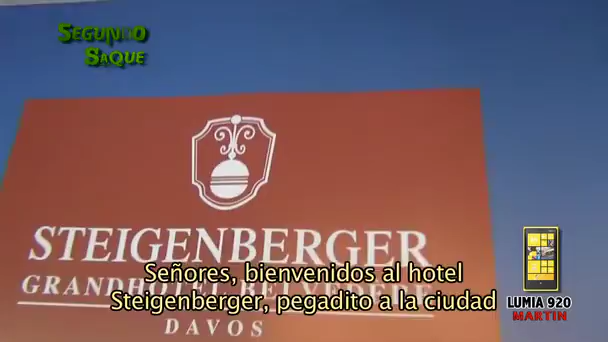 SEGUNDO
SAQUE
STEIGENBERGER
GRANDHOTEL BELVEDERE
DAVOS
Señores, bienvenidos al hotel
Steigenberger, pegadito a la ciudad
LUMIA 920
MARTIN